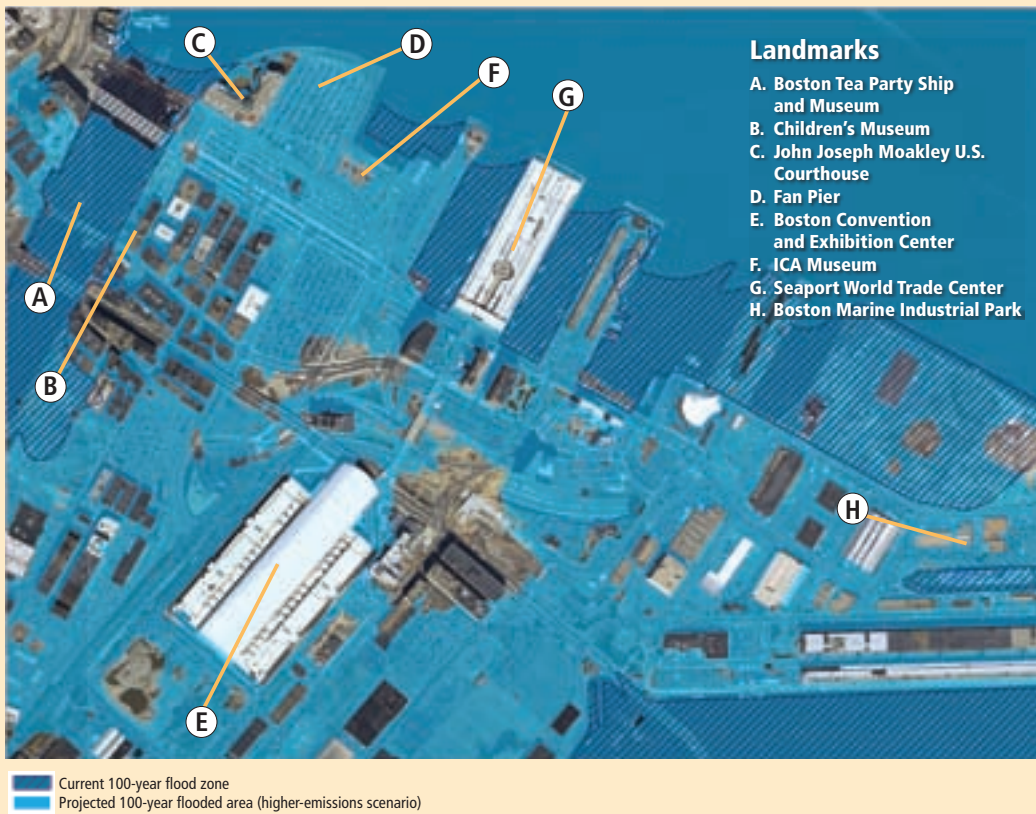 C
D
F
G
A
B
H
E
Landmarks
A. Boston Tea Party Ship
and Museum
B. Children's Museum
C. John Joseph Moakley U.S.
Courthouse
D. Fan Pier
E. Boston Convention
and Exhibition Center
F. ICA Museum
G. Seaport World Trade Center
H. Boston Marine Industrial Park
Current 100-year flood zone
Projected 100-year flooded area (higher-emissions scenario)